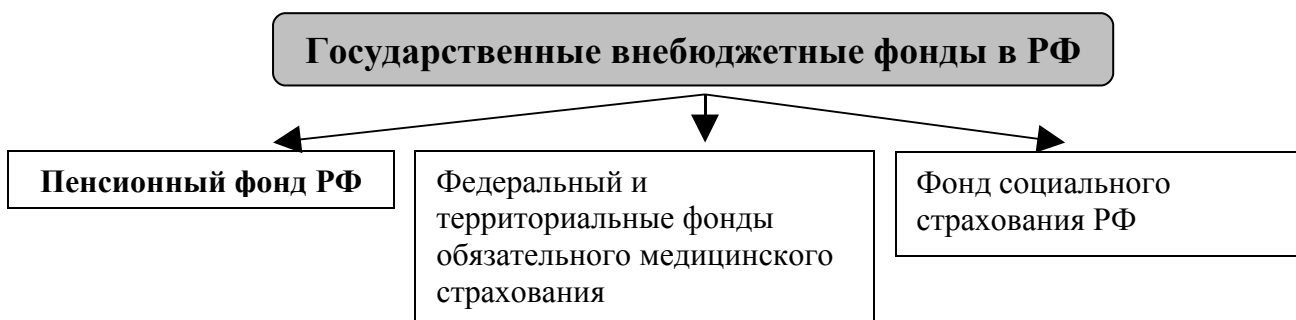 Государственные внебюджетные фонды в РФ
Пенсионный фонд РФ
Федеральный и
территориальные фонды
обязательного медицинского
страхования
Фонд социального
страхования РФ